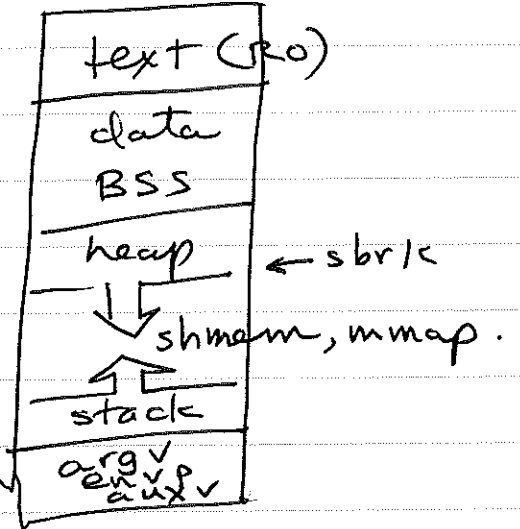 text (RO)
data
BSS
heap
← sbrk
shmem, mmap.
stack
argv
envp
auxv